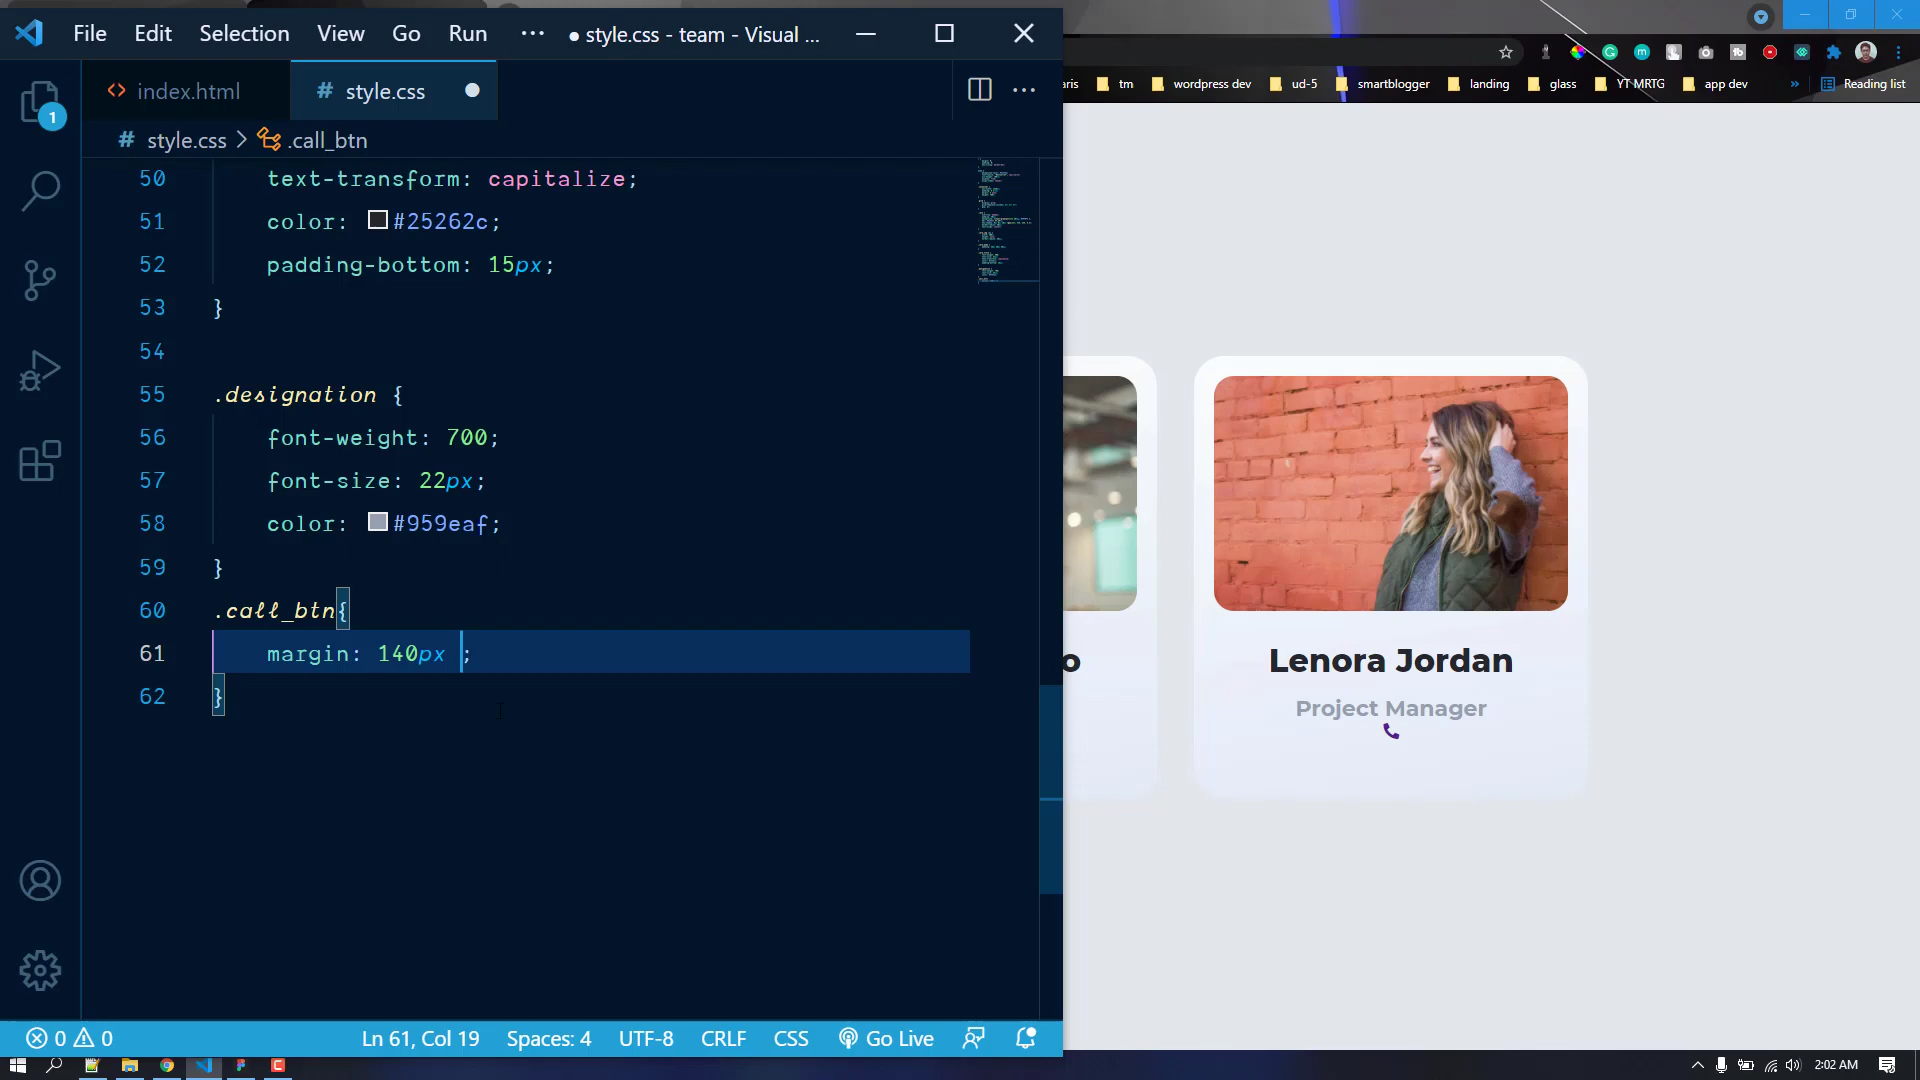 File Edit Selection View Go Run ··· ● style.css - team - Visual ...
index.html # style.css
# style.css > .call_btn
50 text-transform: capitalize;
51 color: #25262c;
52 padding-bottom: 15px;
53 }
54
55 .designation {
56 font-weight: 700;
57 font-size: 22px;
58 color: #959eaf;
59 }
60 .call_btn{
61 margin: 140px ;
62 }
1
0 0 Ln 61, Col 19 Spaces: 4 UTF-8 CRLF CSS Go Live
aris tm wordpress dev ud-5 smartblogger landing glass YT MRTG app dev » Reading list
o
Lenora Jordan
Project Manager
2:02 AM